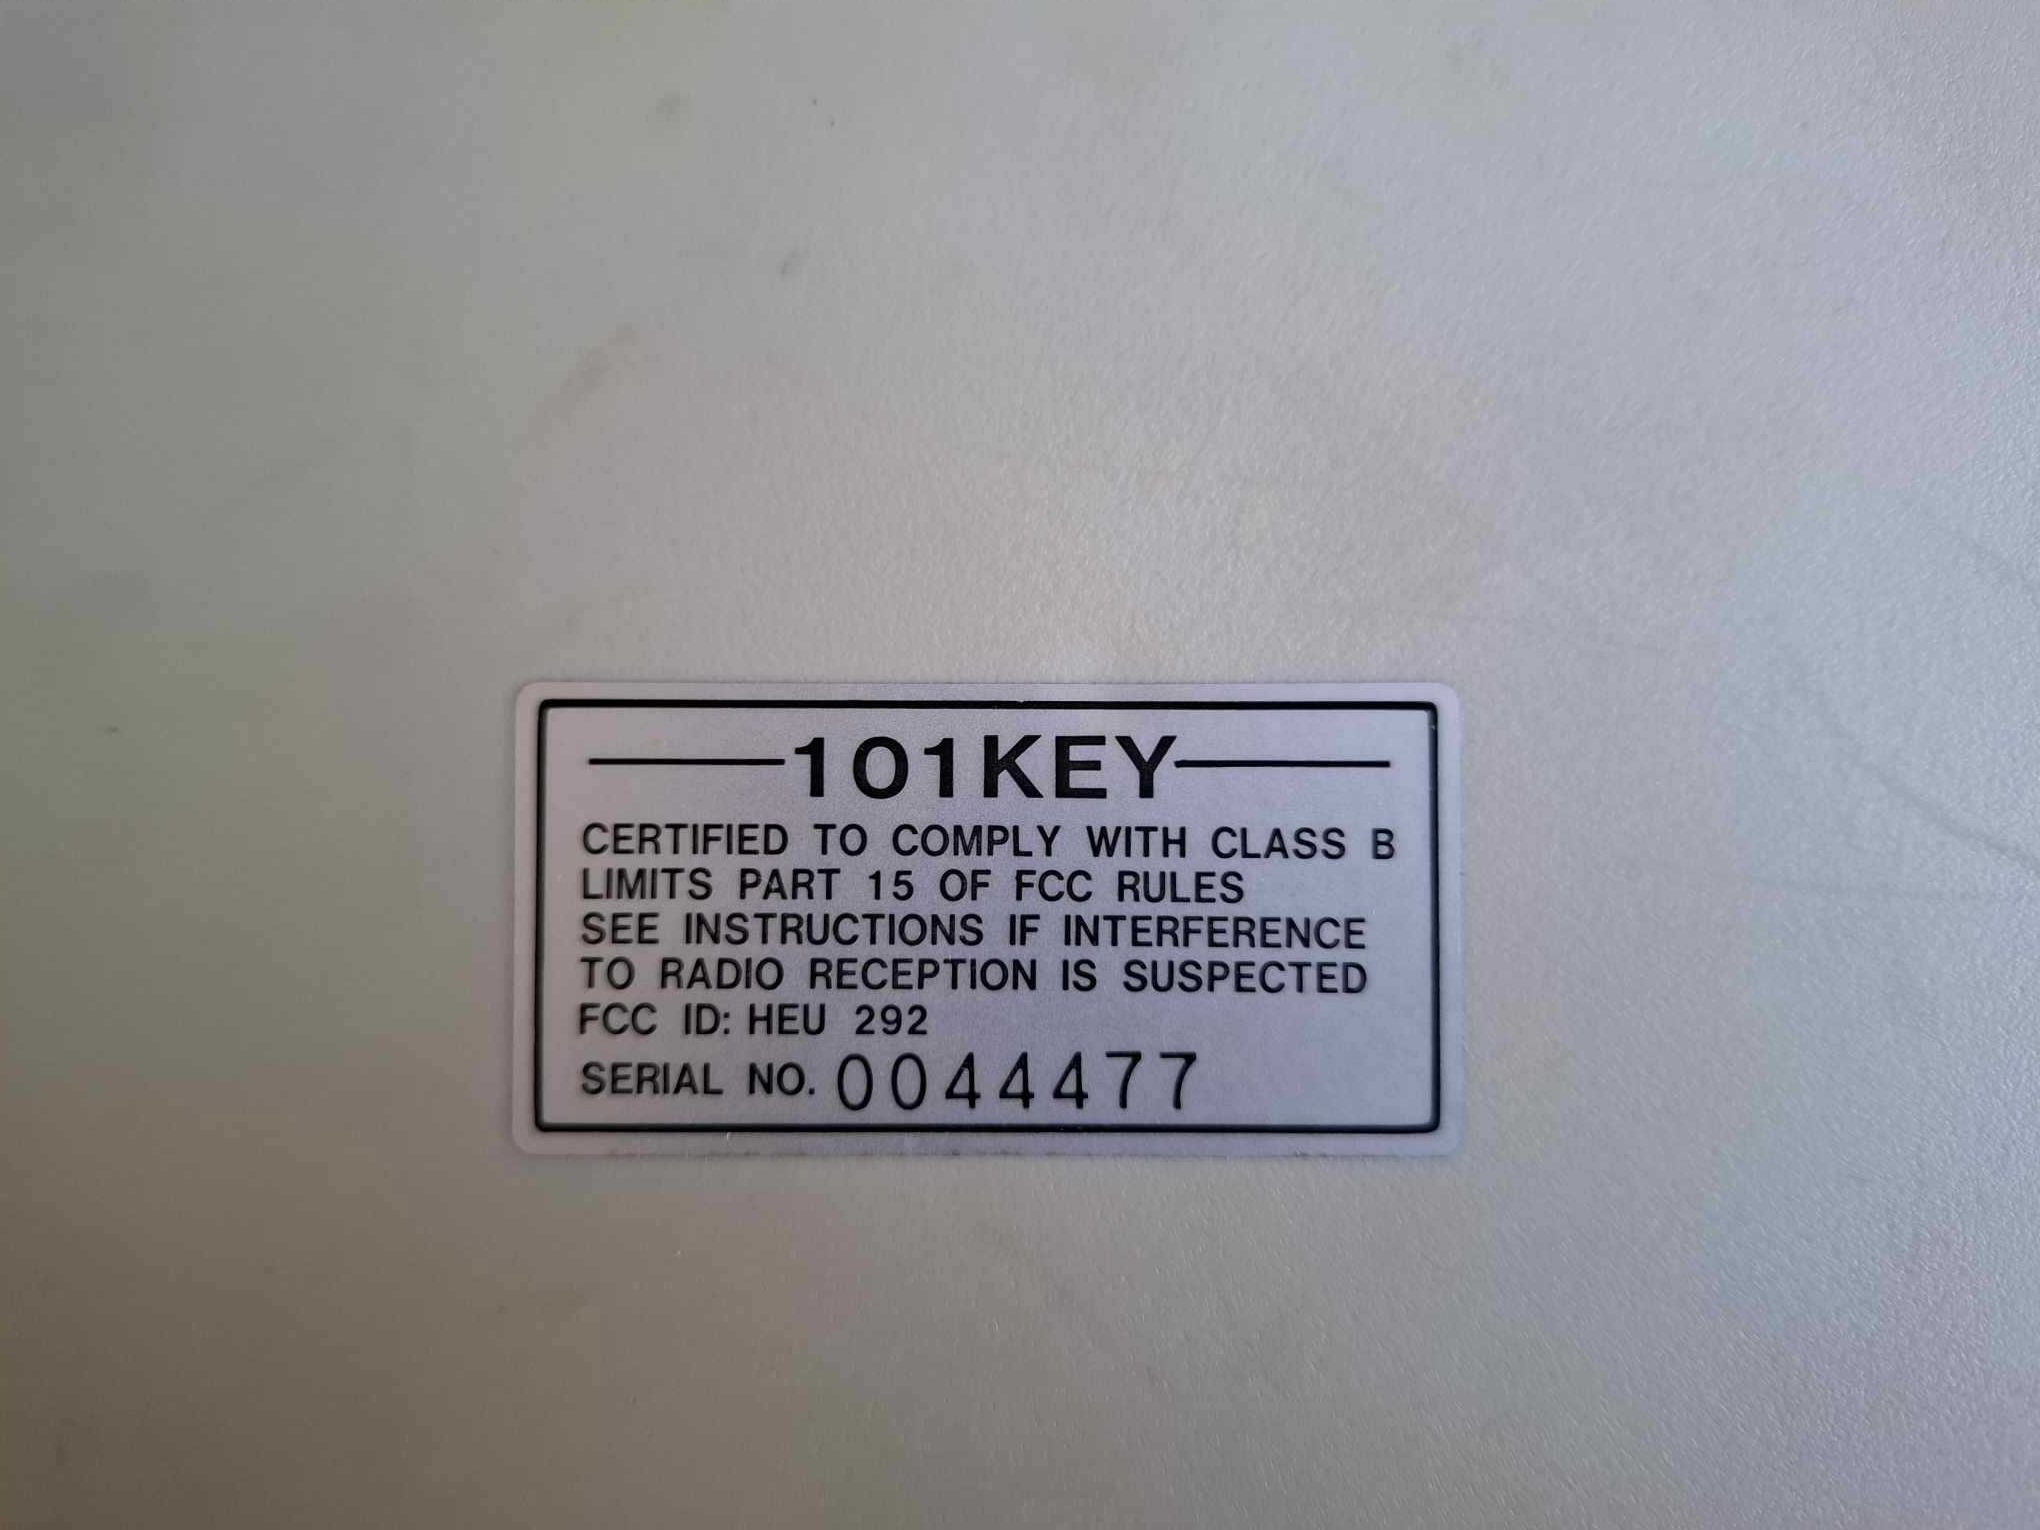 101KEY
CERTIFIED TO COMPLY WITH CLASS B
LIMITS PART 15 OF FCC RULES
SEE INSTRUCTIONS IF INTERFERENCE
TO RADIO RECEPTION IS SUSPECTED
FCC ID: HEU 292
SERIAL NO. 0044477